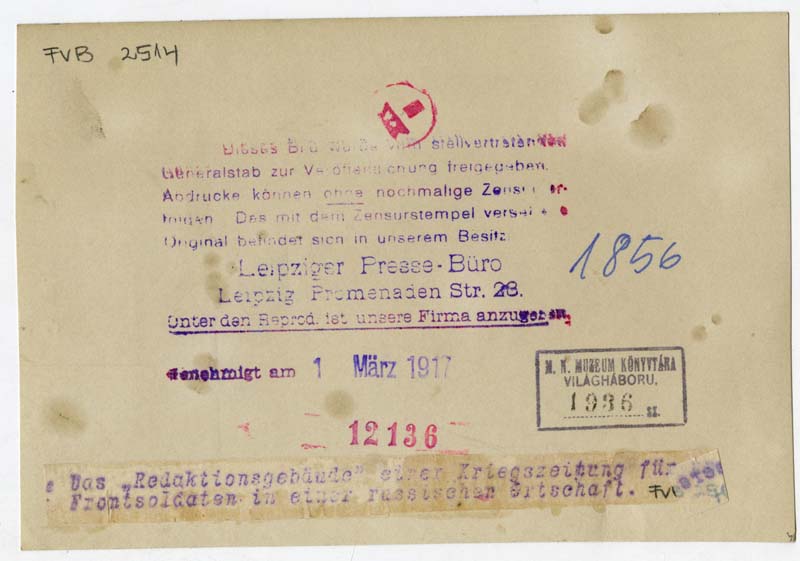 FVB 2514
Dieses Bild wurde vom stellvertretenden
Generalstab zur Veröffentlichung freigegeben.
Abdrucke können ohne nochmalige Zensur er-
folgen. Das mit dem Zensurstempel versehene
Original befindet sich in unserem Besitz.
Leipziger Presse-Büro
Leipzig Promenaden Str. 28.
Unter den Reprod. ist unsere Firma anzugeben.
1856
Genehmigt am 1 März 1917
M. N. MUZEUM KÖNYVTÁRA
VILÁGHÁBORU.
1936 sz.
12136
Das „Redaktionsgebäude" einer Kriegszeitung für
Frontsoldaten in einer russischen Ortschaft.